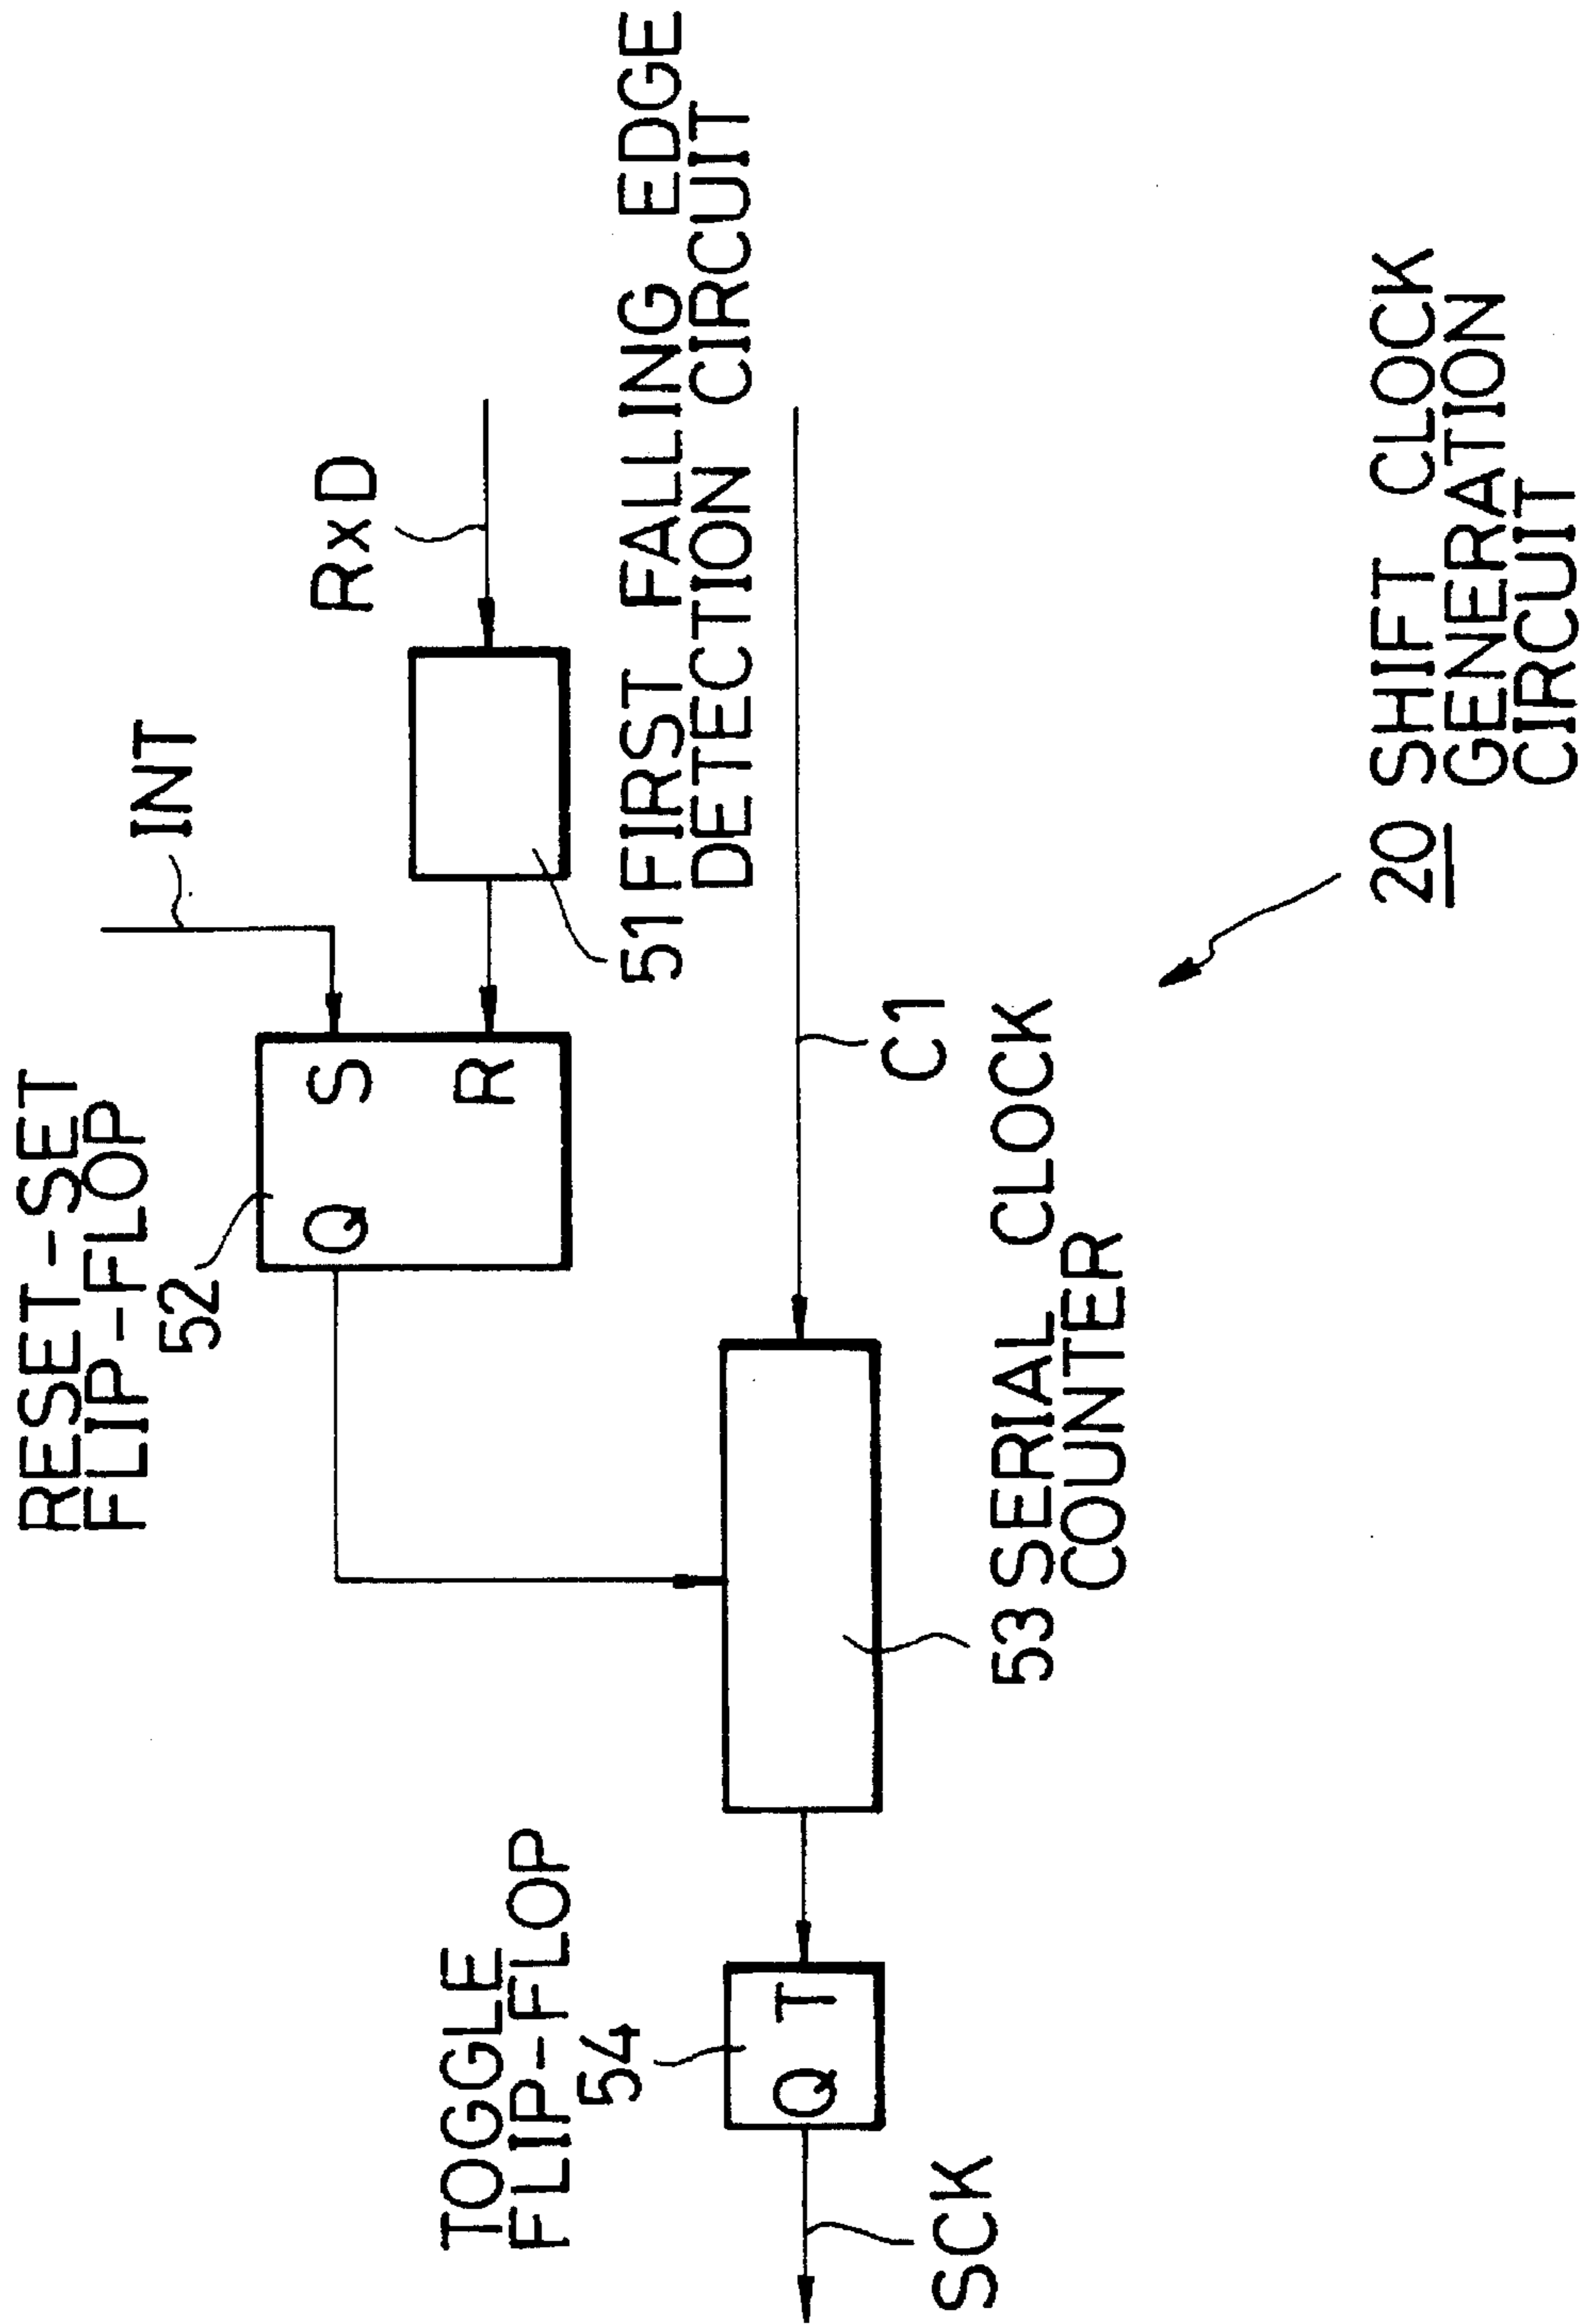 RESET-SET
FLIP-FLOP
52
INT
Q
S
R
RxD
TOGGLE
FLIP-FLOP
54
51 FIRST FALLING EDGE
DETECTION CIRCUIT
Q
T
C1
SCK
53 SERIAL CLOCK
COUNTER
20 SHIFT CLOCK
GENERATION
CIRCUIT